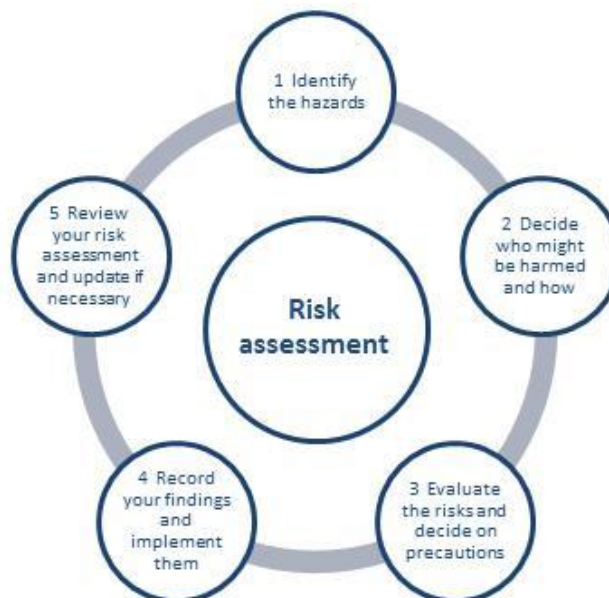 1 Identify
the hazards
2 Decide
who might
be harmed
and how
3 Evaluate
the risks and
decide on
precautions
4 Record
your findings
and
implement
them
5 Review
your risk
assessment
and update if
necessary
Risk
assessment